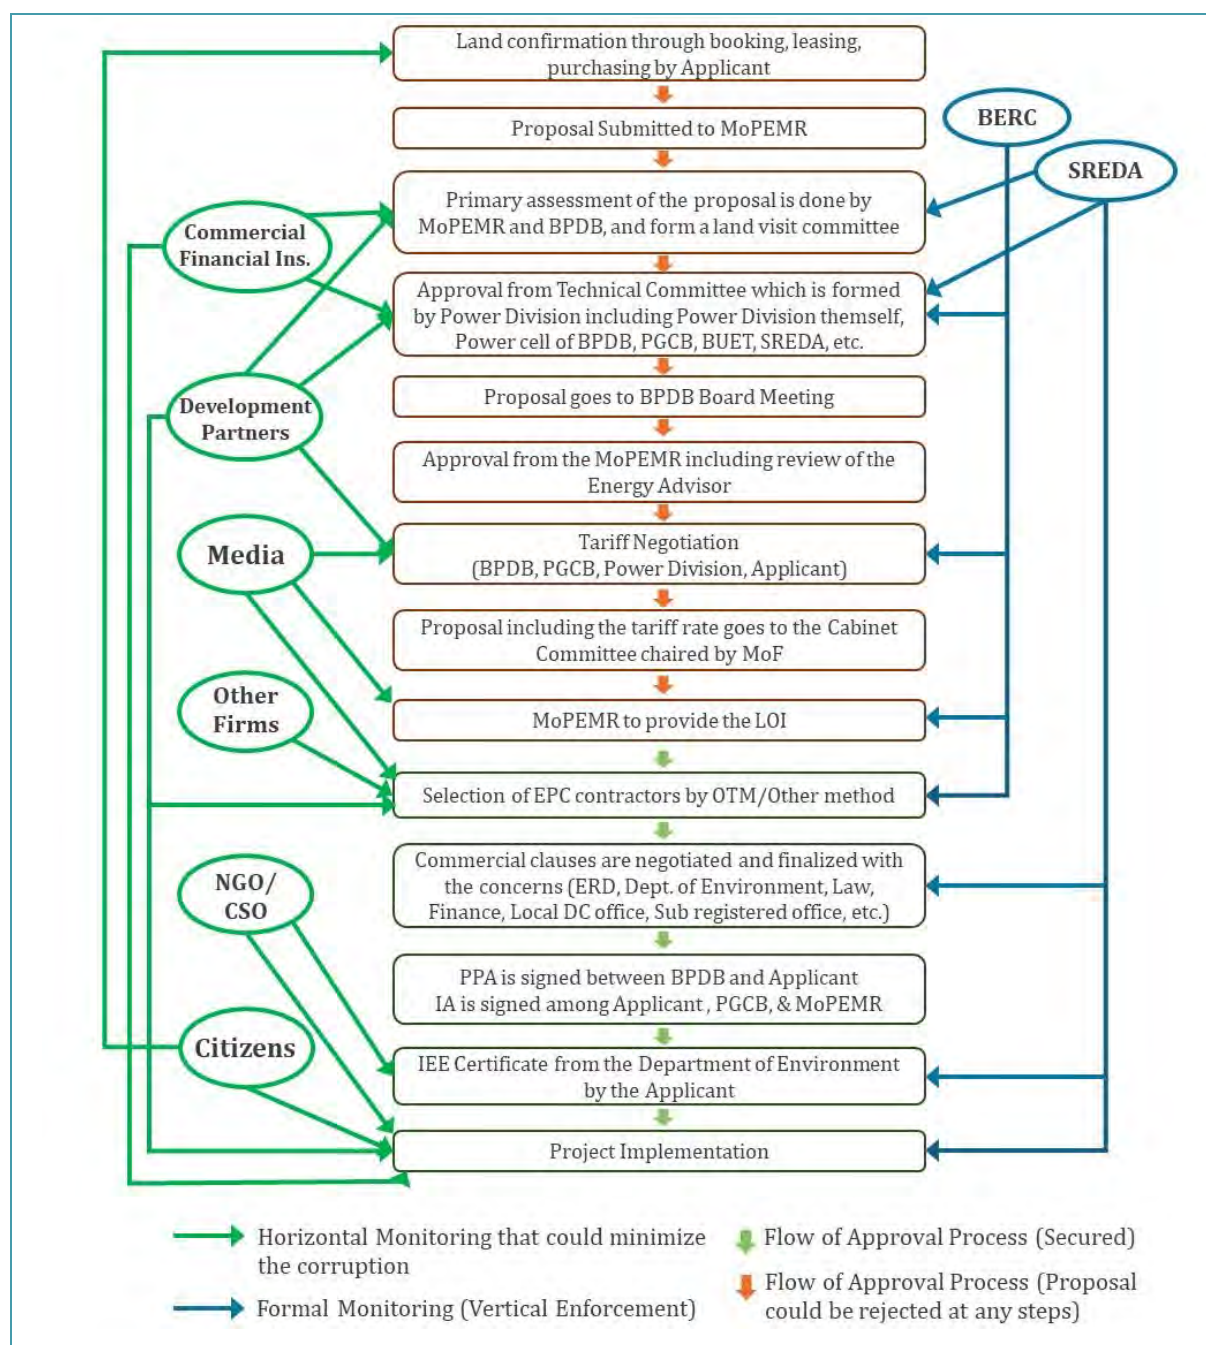 Land confirmation through booking, leasing,
purchasing by Applicant
BERC
Proposal Submitted to MoPEMR
SREDA
Primary assessment of the proposal is done by
MoPEMR and BPDB, and form a land visit committee
Commercial
Financial Ins.
Approval from Technical Committee which is formed
by Power Division including Power Division themself,
Power cell of BPDB, PGCB, BUET, SREDA, etc.
Proposal goes to BPDB Board Meeting
Development
Partners
Approval from the MoPEMR including review of the
Energy Advisor
Media
Tariff Negotiation
(BPDB, PGCB, Power Division, Applicant)
Proposal including the tariff rate goes to the Cabinet
Committee chaired by MoF
Other
Firms
MoPEMR to provide the LOI
Selection of EPC contractors by OTM/Other method
NGO/
CSO
Commercial clauses are negotiated and finalized with
the concerns (ERD, Dept. of Environment, Law,
Finance, Local DC office, Sub registered office, etc.)
PPA is signed between BPDB and Applicant
IA is signed among Applicant , PGCB, & MoPEMR
Citizens
IEE Certificate from the Department of Environment
by the Applicant
Project Implementation
Horizontal Monitoring that could minimize
the corruption
Formal Monitoring (Vertical Enforcement)
Flow of Approval Process (Secured)
Flow of Approval Process (Proposal
could be rejected at any steps)